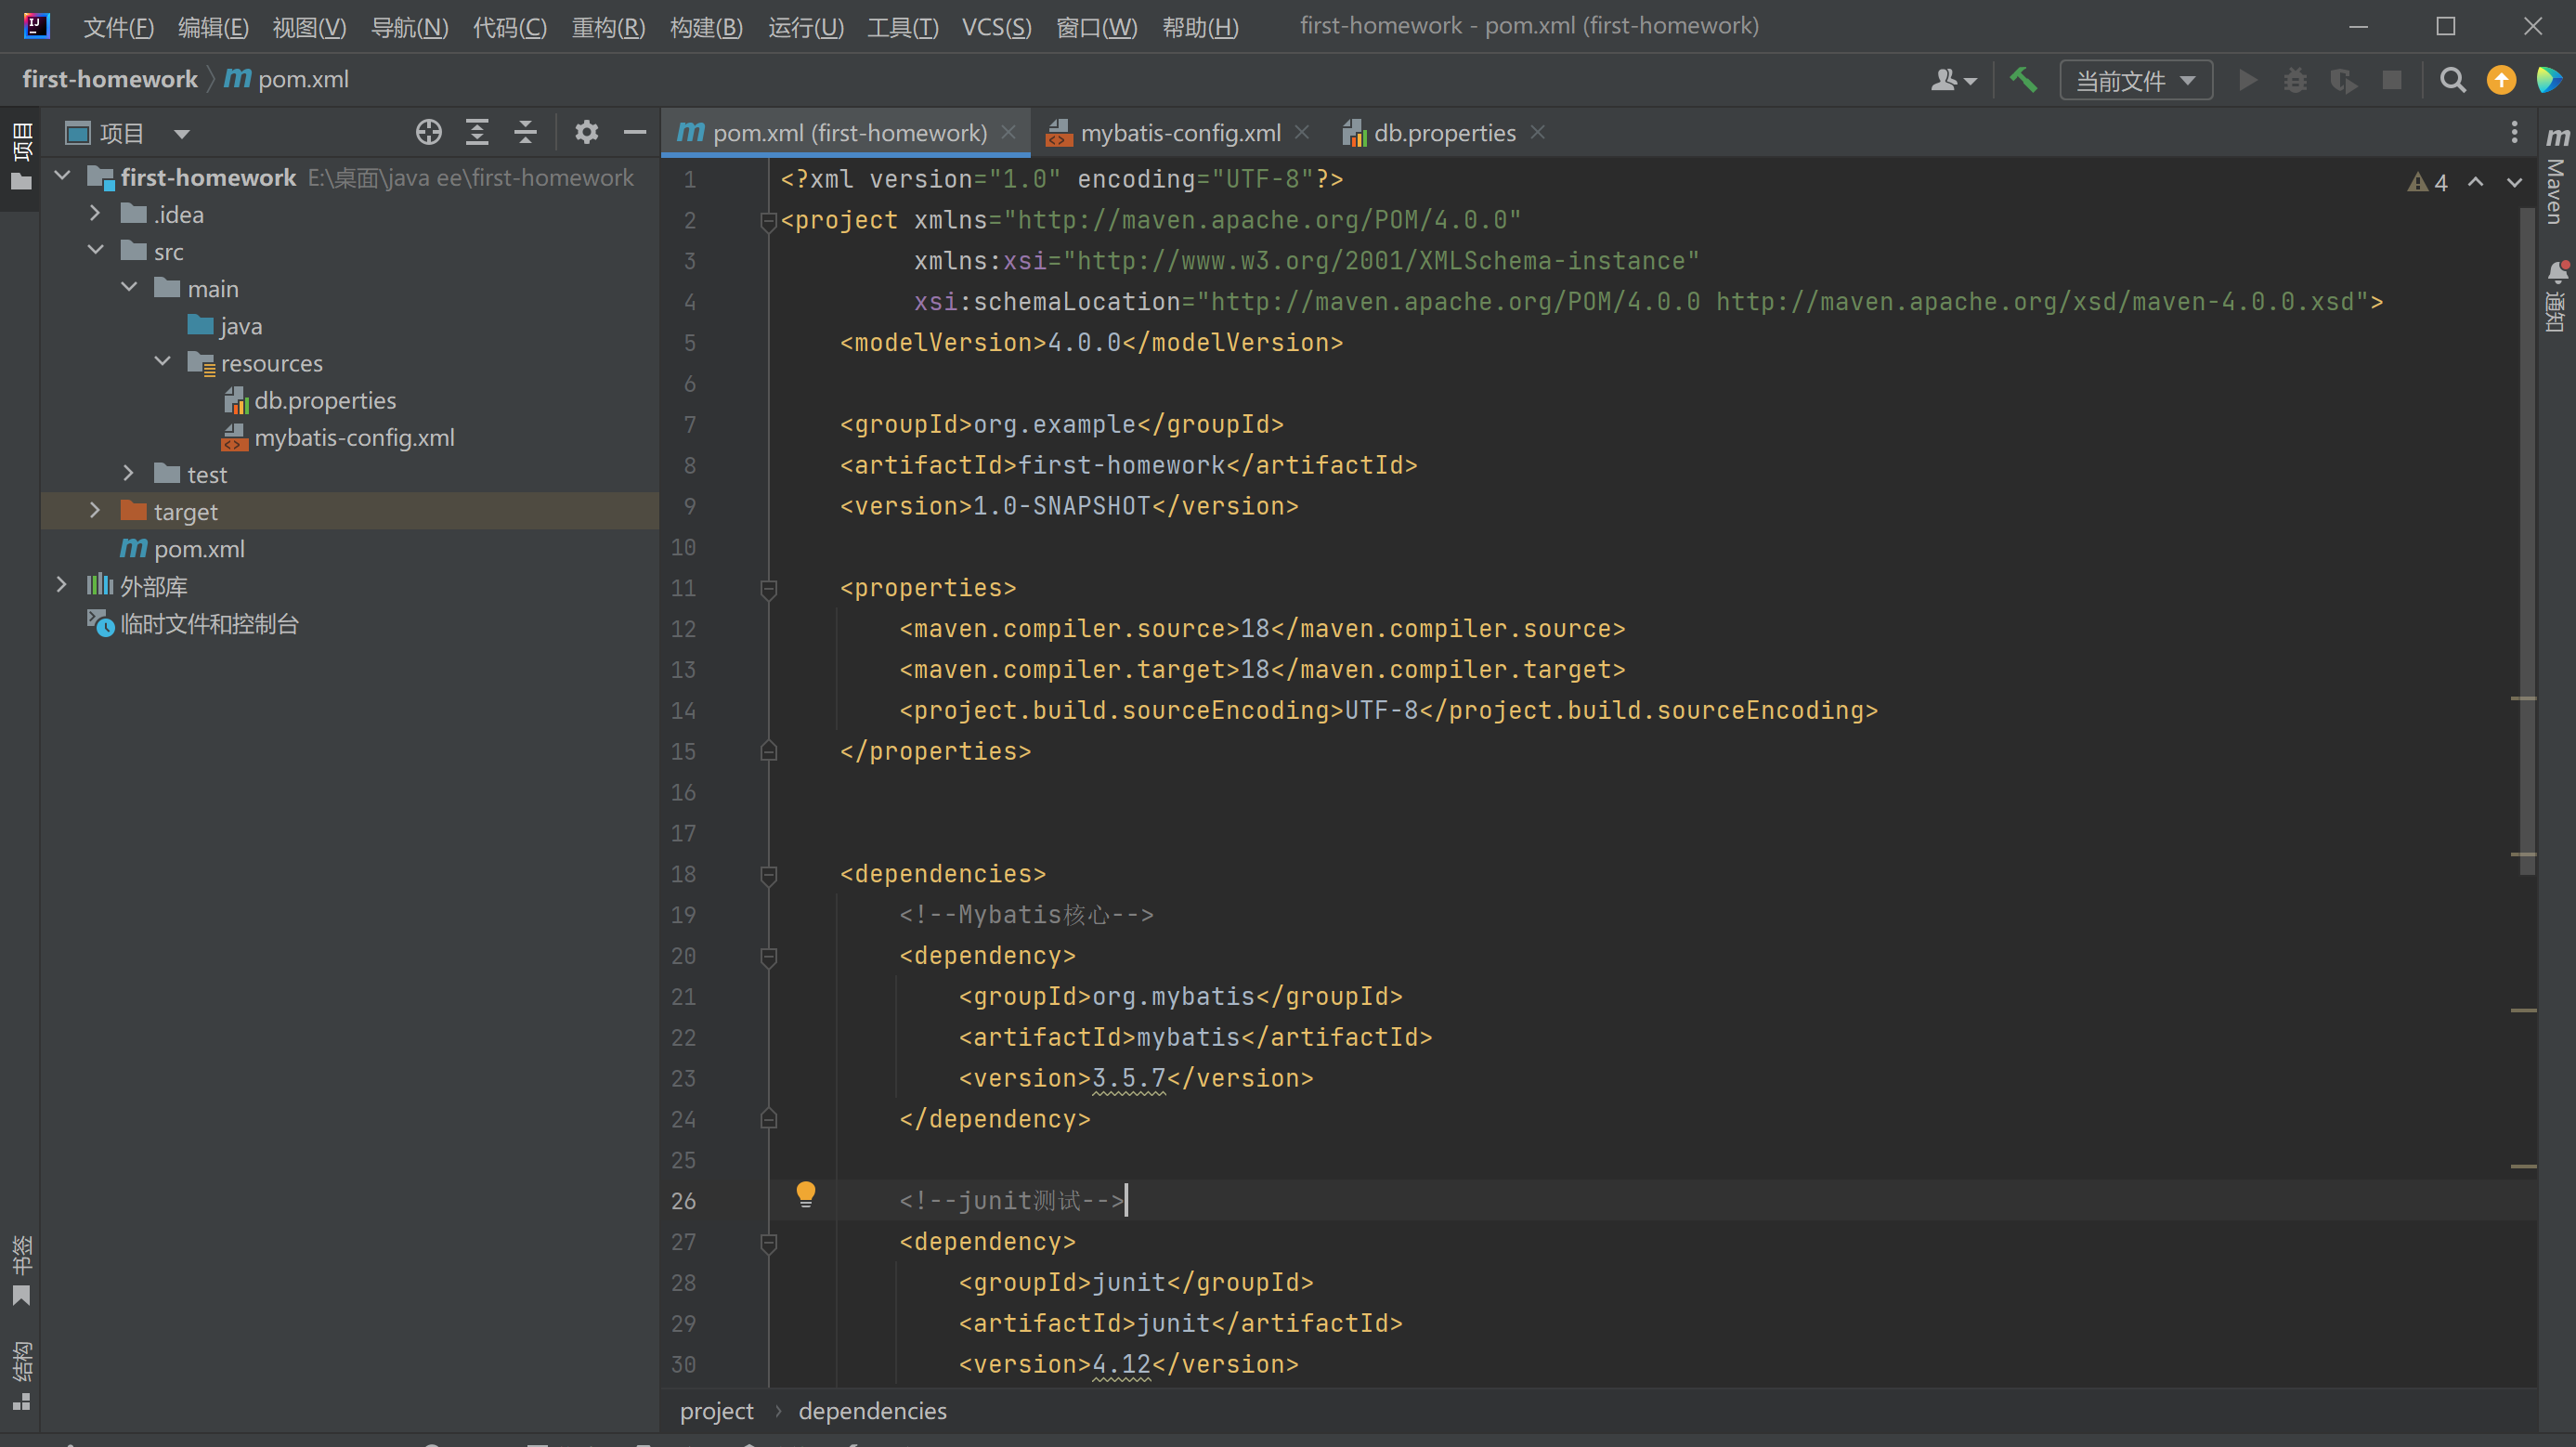 文件(F) 编辑(E) 视图(V) 导航(N) 代码(C) 重构(R) 构建(B) 运行(U) 工具(T) VCS(S) 窗口(W) 帮助(H) first-homework - pom.xml (first-homework)
first-homework pom.xml 当前文件
项目
项目
pom.xml (first-homework) mybatis-config.xml db.properties
first-homework E:\桌面\java ee\first-homework
.idea
src
main
java
resources
db.properties
mybatis-config.xml
test
target
pom.xml
外部库
临时文件和控制台
书签
结构
1 <?xml version="1.0" encoding="UTF-8"?>
2 <project xmlns="http://maven.apache.org/POM/4.0.0"
3 xmlns:xsi="http://www.w3.org/2001/XMLSchema-instance"
4 xsi:schemaLocation="http://maven.apache.org/POM/4.0.0 http://maven.apache.org/xsd/maven-4.0.0.xsd">
5 <modelVersion>4.0.0</modelVersion>
6
7 <groupId>org.example</groupId>
8 <artifactId>first-homework</artifactId>
9 <version>1.0-SNAPSHOT</version>
10
11 <properties>
12 <maven.compiler.source>18</maven.compiler.source>
13 <maven.compiler.target>18</maven.compiler.target>
14 <project.build.sourceEncoding>UTF-8</project.build.sourceEncoding>
15 </properties>
16
17
18 <dependencies>
19 <!--Mybatis核心-->
20 <dependency>
21 <groupId>org.mybatis</groupId>
22 <artifactId>mybatis</artifactId>
23 <version>3.5.7</version>
24 </dependency>
25
26 <!--junit测试-->
27 <dependency>
28 <groupId>junit</groupId>
29 <artifactId>junit</artifactId>
30 <version>4.12</version>
project › dependencies
4
m Maven
通知